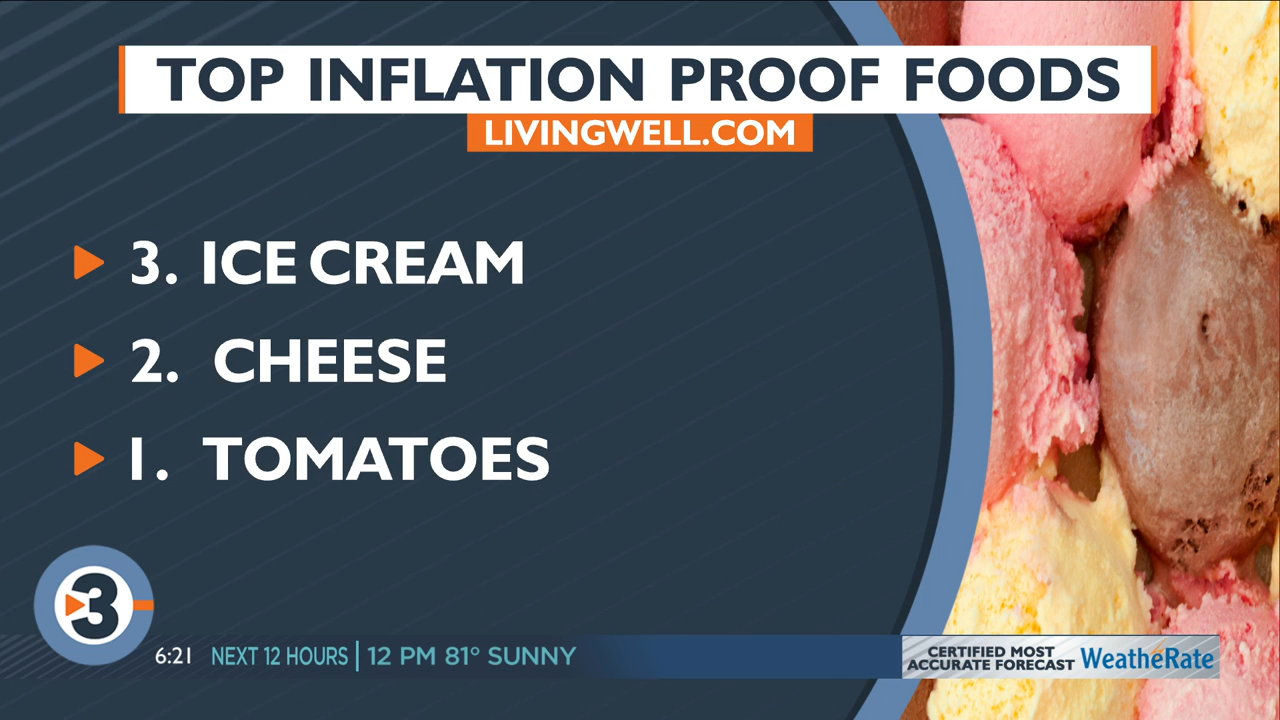 TOP INFLATION PROOF FOODS
LIVINGWELL.COM
3. ICE CREAM
2. CHEESE
1. TOMATOES
3
6:21 NEXT 12 HOURS | 12 PM 81° SUNNY
CERTIFIED MOST
ACCURATE FORECAST WeatheRate